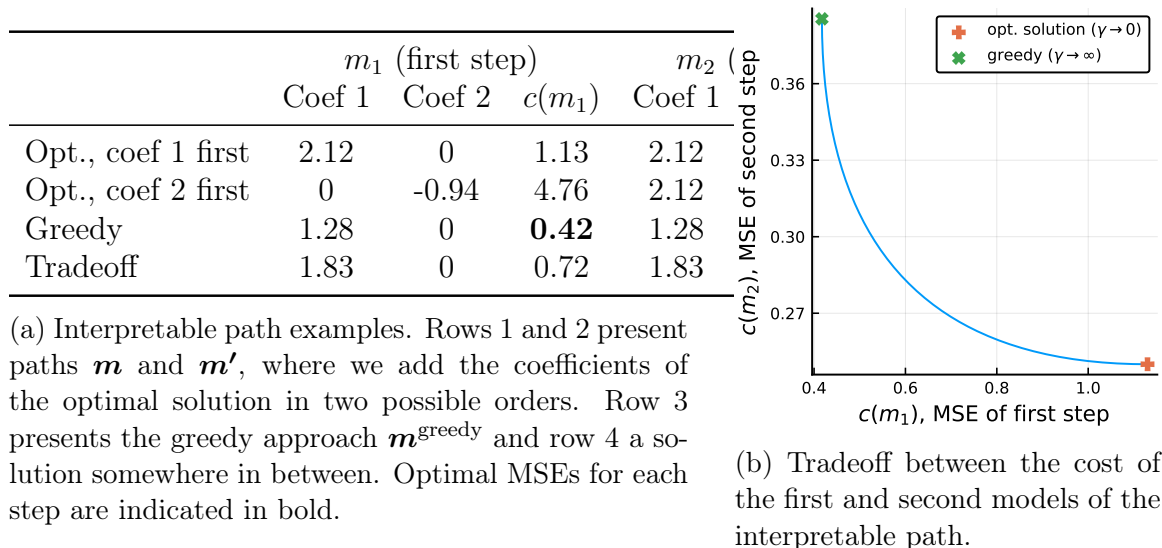 m₁ (first step) m₂ (
Coef 1 Coef 2 c(m₁) Coef 1
Opt., coef 1 first 2.12 0 1.13 2.12
Opt., coef 2 first 0 -0.94 4.76 2.12
Greedy 1.28 0 0.42 1.28
Tradeoff 1.83 0 0.72 1.83
(a) Interpretable path examples. Rows 1 and 2 present
paths m and m′, where we add the coefficients of
the optimal solution in two possible orders. Row 3
presents the greedy approach m^greedy and row 4 a so-
lution somewhere in between. Optimal MSEs for each
step are indicated in bold.
c(m₂), MSE of second step
opt. solution (γ→0)
greedy (γ→∞)
0.36
0.33
0.30
0.27
0.4 0.6 0.8 1.0
c(m₁), MSE of first step
(b) Tradeoff between the cost of
the first and second models of the
interpretable path.